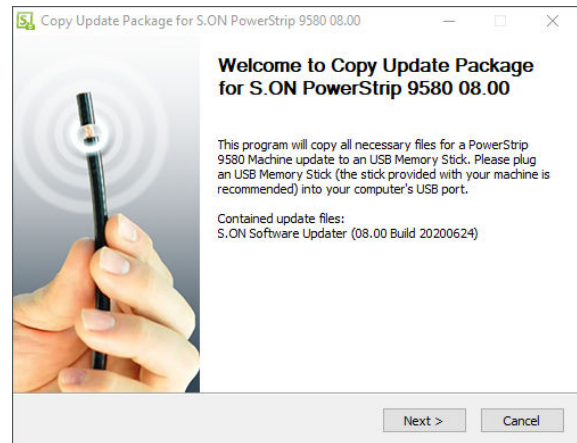 S. Copy Update Package for S.ON PowerStrip 9580 08.00
Welcome to Copy Update Package
for S.ON PowerStrip 9580 08.00
This program will copy all necessary files for a PowerStrip
9580 Machine update to an USB Memory Stick. Please plug
an USB Memory Stick (the stick provided with your machine is
recommended) into your computer's USB port.
Contained update files:
S.ON Software Updater (08.00 Build 20200624)
Next >
Cancel